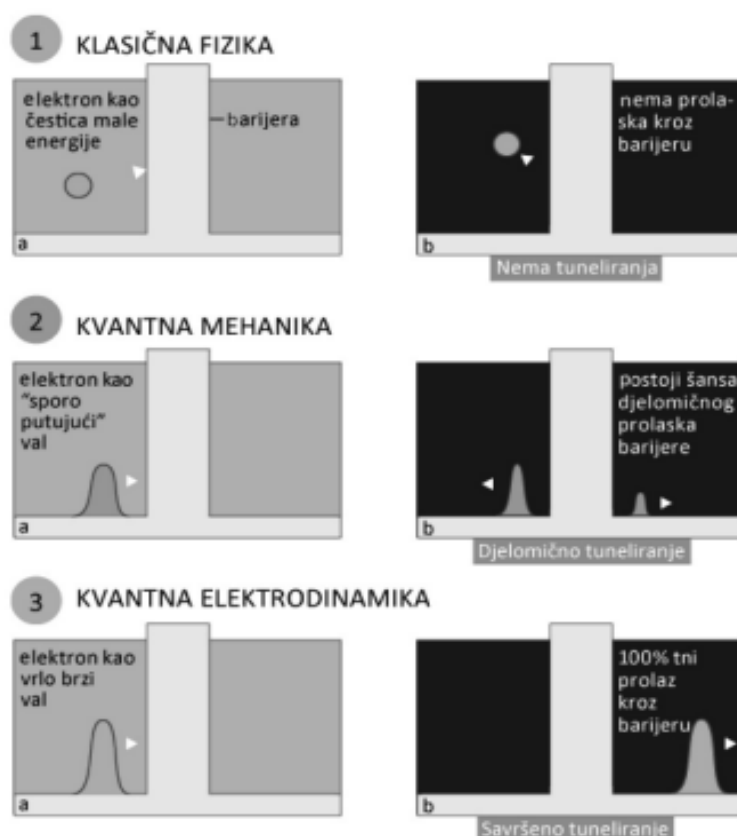 1 KLASIČNA FIZIKA
elektron kao
čestica male
energije
barijera
a
nema prola-
ska kroz
barijeru
b
Nema tuneliranja
2 KVANTNA MEHANIKA
elektron kao
"sporo
putujući"
val
a
postoji šansa
djelomičnog
prolaska
barijere
b
Djelomično tuneliranje
3 KVANTNA ELEKTRODINAMIKA
elektron kao
vrlo brzi
val
a
100% tni
prolaz
kroz
barijeru
b
Savršeno tuneliranje